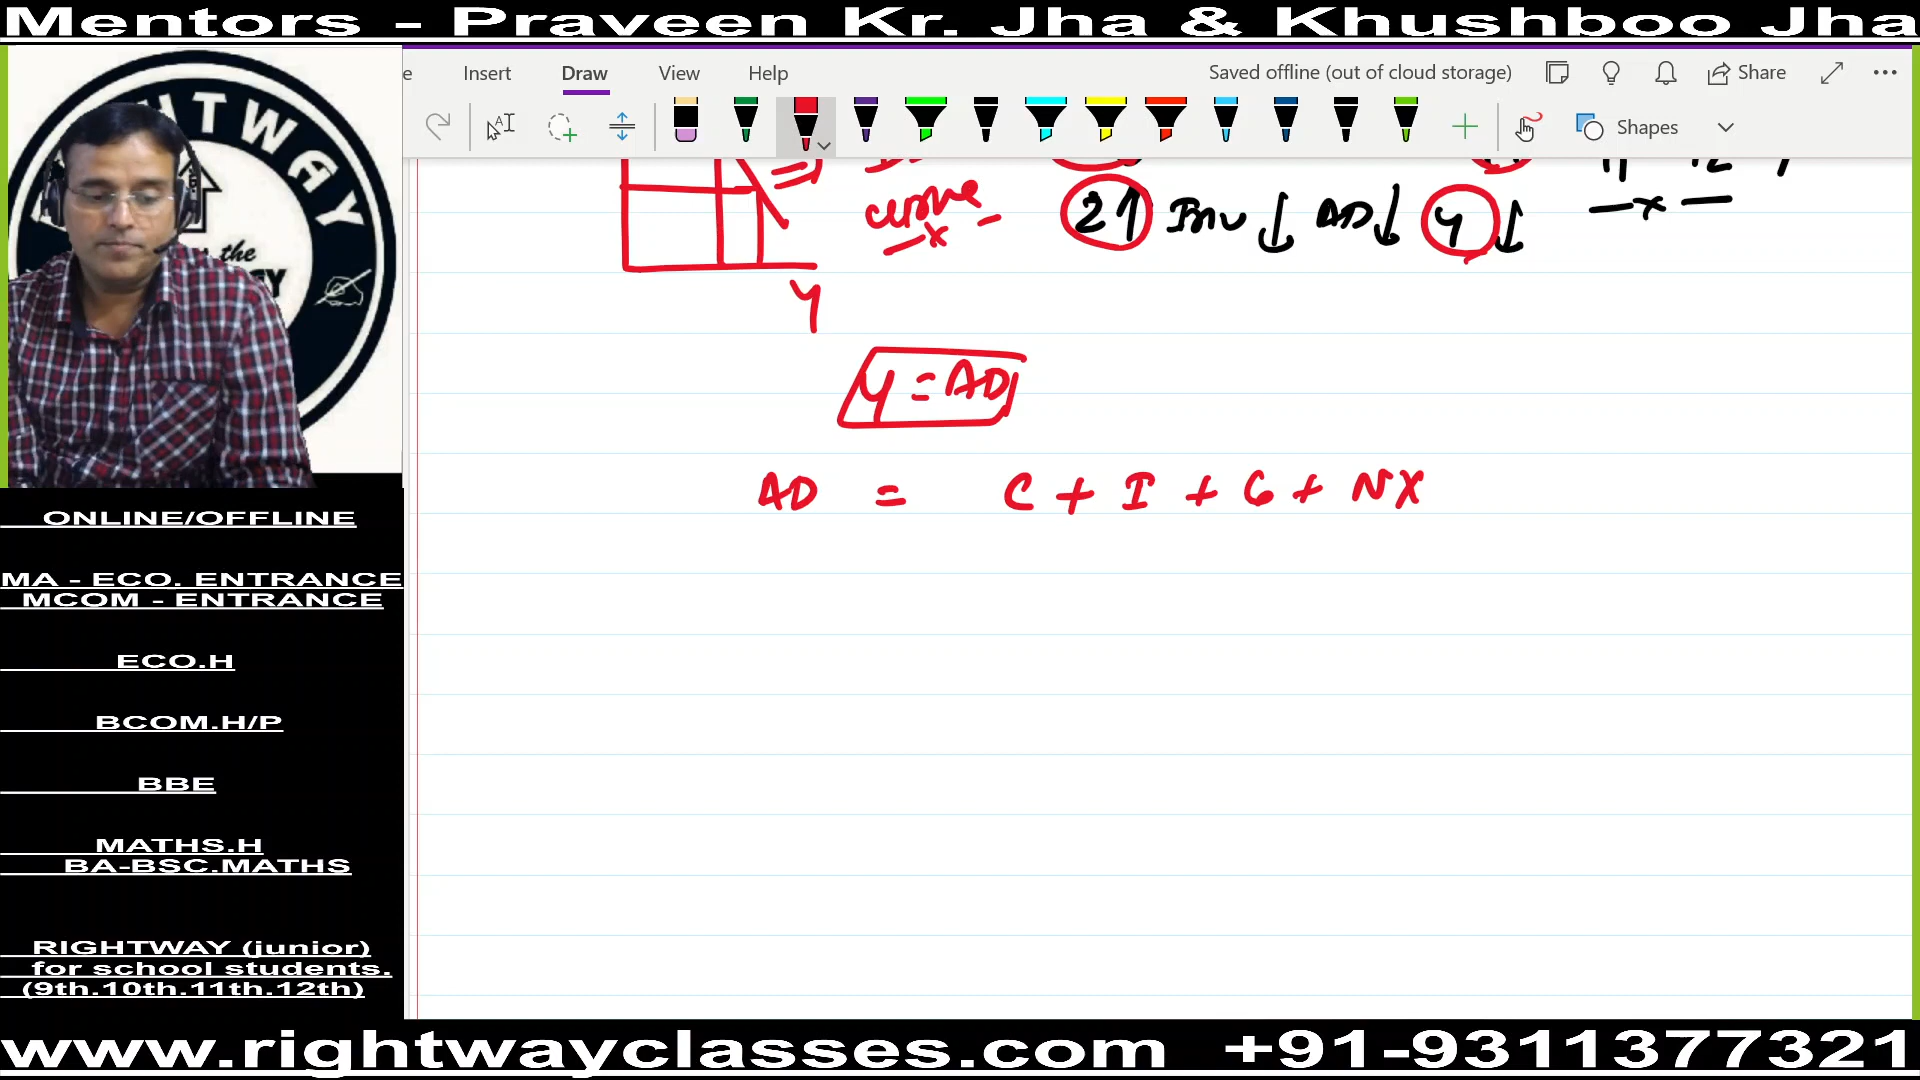 Mentors - Praveen Kr. Jha & Khushboo Jha
Insert Draw View Help Saved offline (out of cloud storage) Share
Shapes
curve
2↑ Inv ↓ AD↓ Y ↓
Y
Y = AD
AD = C + I + G + NX
ONLINE/OFFLINE
MA - ECO. ENTRANCE
MCOM - ENTRANCE
ECO.H
BCOM.H/P
BBE
MATHS.H
BA-BSC.MATHS
RIGHTWAY (junior)
for school students.
(9th.10th.11th.12th)
www.rightwayclasses.com +91-9311377321